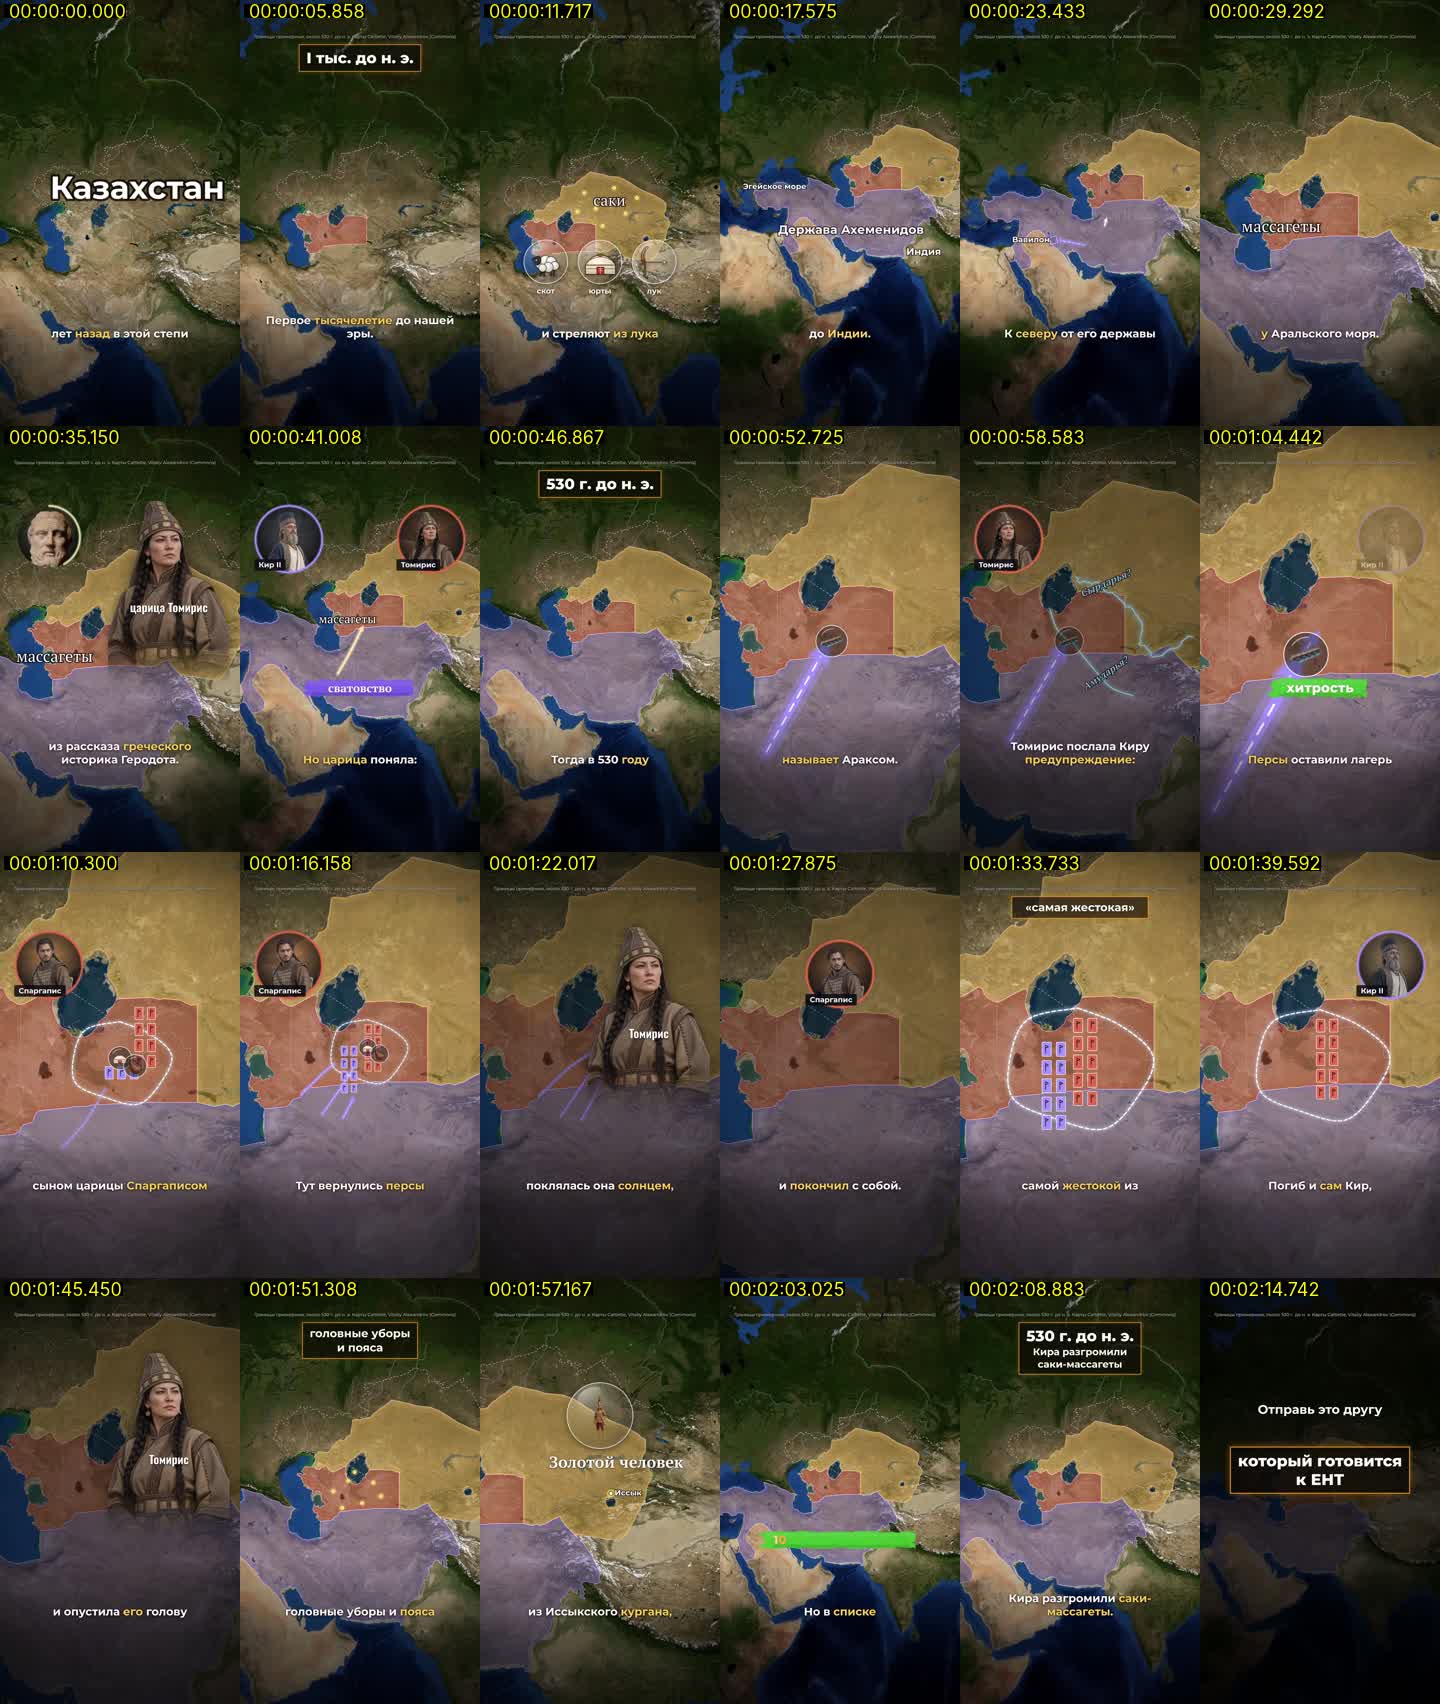 00:00:00.000
Казахстан
лет назад в этой степи
00:00:05.858
I тыс. до н. э.
Первое тысячелетие до нашей
эры.
00:00:11.717
саки
скот
юрты
лук
и стреляют из лука
00:00:17.575
Эгейское море
Держава Ахеменидов
Индия
до Индии.
00:00:23.433
Вавилон
К северу от его державы
00:00:29.292
массагеты
у Аральского моря.
00:00:35.150
царица Томирис
массагеты
из рассказа греческого
историка Геродота.
00:00:41.008
Кир II
Томирис
массагеты
сватовство
Но царица поняла:
00:00:46.867
530 г. до н. э.
Тогда в 530 году
00:00:52.725
называет Араксом.
00:00:58.583
Томирис
Сырдарья?
Амударья?
Томирис послала Киру
предупреждение:
00:01:04.442
Кир II
хитрость
Персы оставили лагерь
00:01:10.300
Спаргапис
сыном царицы Спаргаписом
00:01:16.158
Спаргапис
Тут вернулись персы
00:01:22.017
Томирис
поклялась она солнцем,
00:01:27.875
Спаргапис
и покончил с собой.
00:01:33.733
«самая жестокая»
самой жестокой из
00:01:39.592
Кир II
Погиб и сам Кир,
00:01:45.450
Томирис
и опустила его голову
00:01:51.308
головные уборы
и пояса
головные уборы и пояса
00:01:57.167
Золотой человек
Иссык
из Иссыкского кургана,
00:02:03.025
10
Но в списке
00:02:08.883
530 г. до н. э.
Кира разгромили
саки-массагеты
Кира разгромили саки-
массагеты.
00:02:14.742
Отправь это другу
который готовится
к ЕНТ